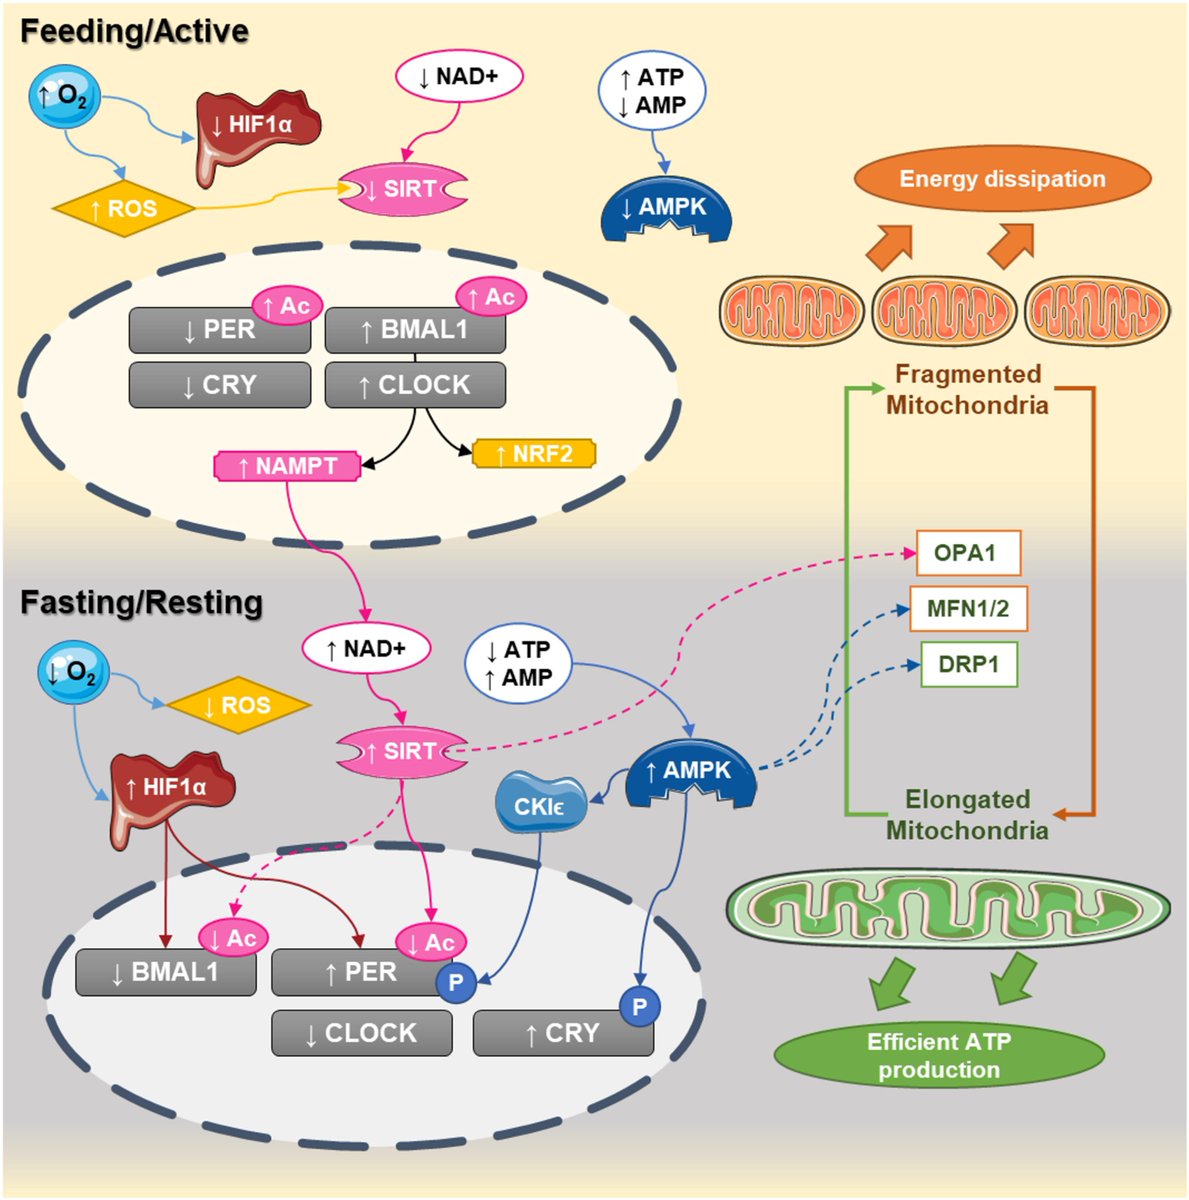 Feeding/Active
↑ O2
↓ HIF1α
↑ ROS
↓ NAD+
↓ SIRT
↑ ATP
↓ AMP
↓ AMPK
Energy dissipation
↑ Ac
↓ PER
↑ Ac
↑ BMAL1
↓ CRY
↑ CLOCK
↑ NAMPT
↑ NRF2
Fragmented
Mitochondria
OPA1
MFN1/2
DRP1
Fasting/Resting
↓ O2
↓ ROS
↑ HIF1α
↑ NAD+
↑ SIRT
↓ ATP
↑ AMP
↑ AMPK
CKIϵ
Elongated
Mitochondria
↓ Ac
↓ BMAL1
↓ Ac
↑ PER
P
↓ CLOCK
P
↑ CRY
Efficient ATP
production